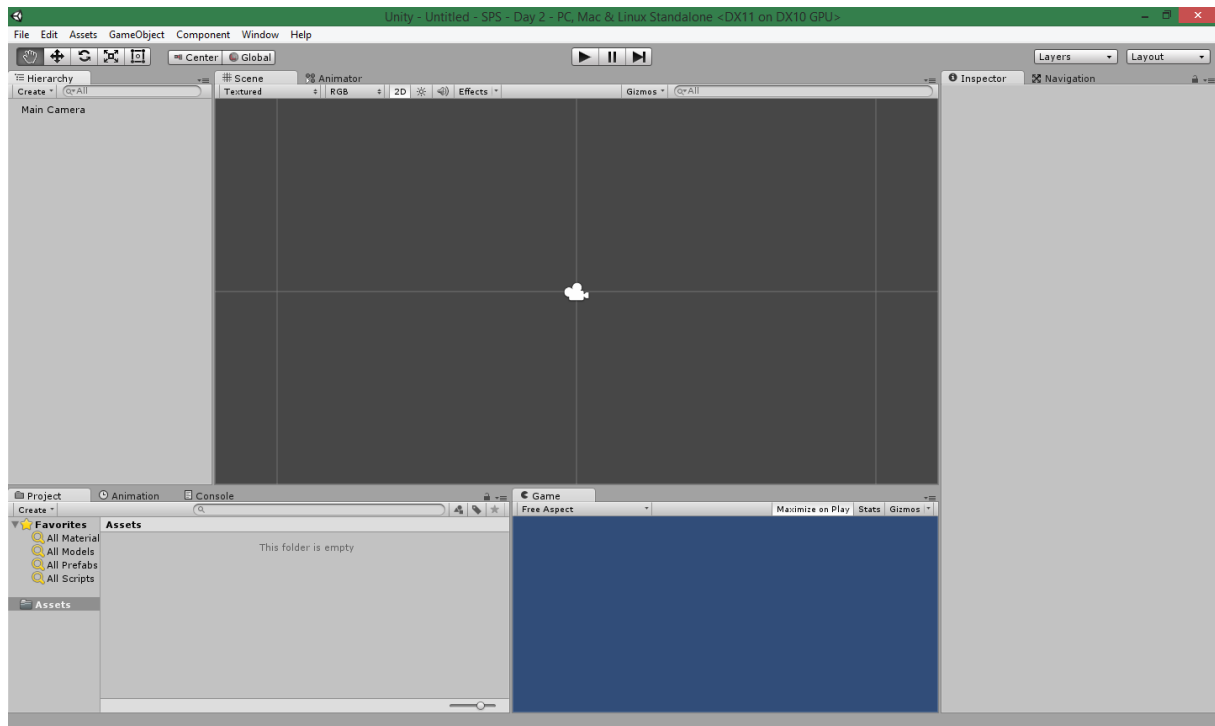 Unity - Untitled - SPS - Day 2 - PC, Mac & Linux Standalone <DX11 on DX10 GPU>
File Edit Assets GameObject Component Window Help
Center Global Layers Layout
Hierarchy Scene Animator Inspector Navigation
Create All Textured RGB 2D Effects Gizmos All
Main Camera
Project Animation Console Game
Create Free Aspect Maximize on Play Stats Gizmos
Favorites Assets
All Material
All Models This folder is empty
All Prefabs
All Scripts
Assets